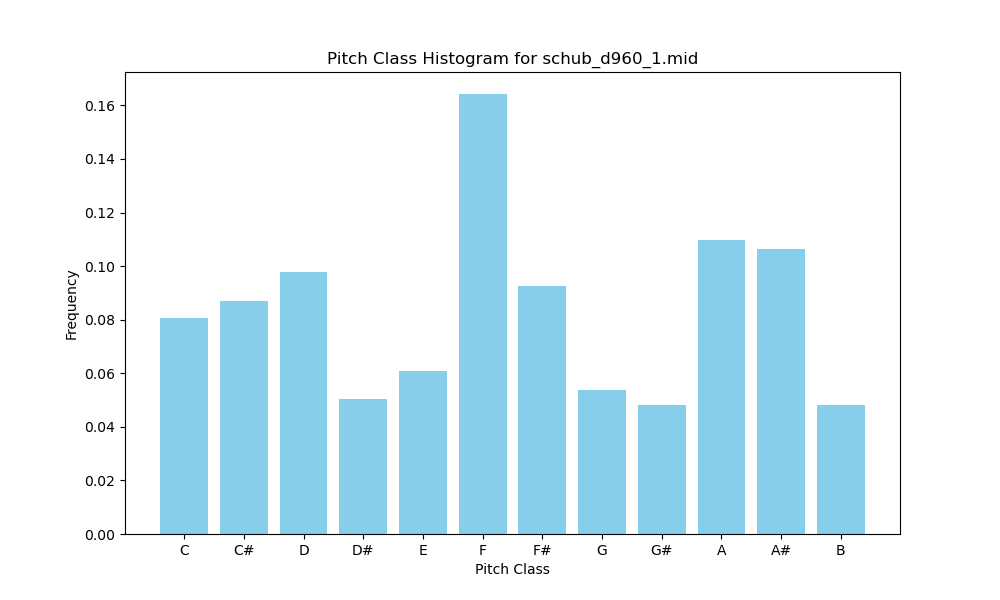 Pitch Class Histogram for schub_d960_1.mid
Frequency
0.16
0.14
0.12
0.10
0.08
0.06
0.04
0.02
0.00
C C# D D# E F F# G G# A A# B
Pitch Class